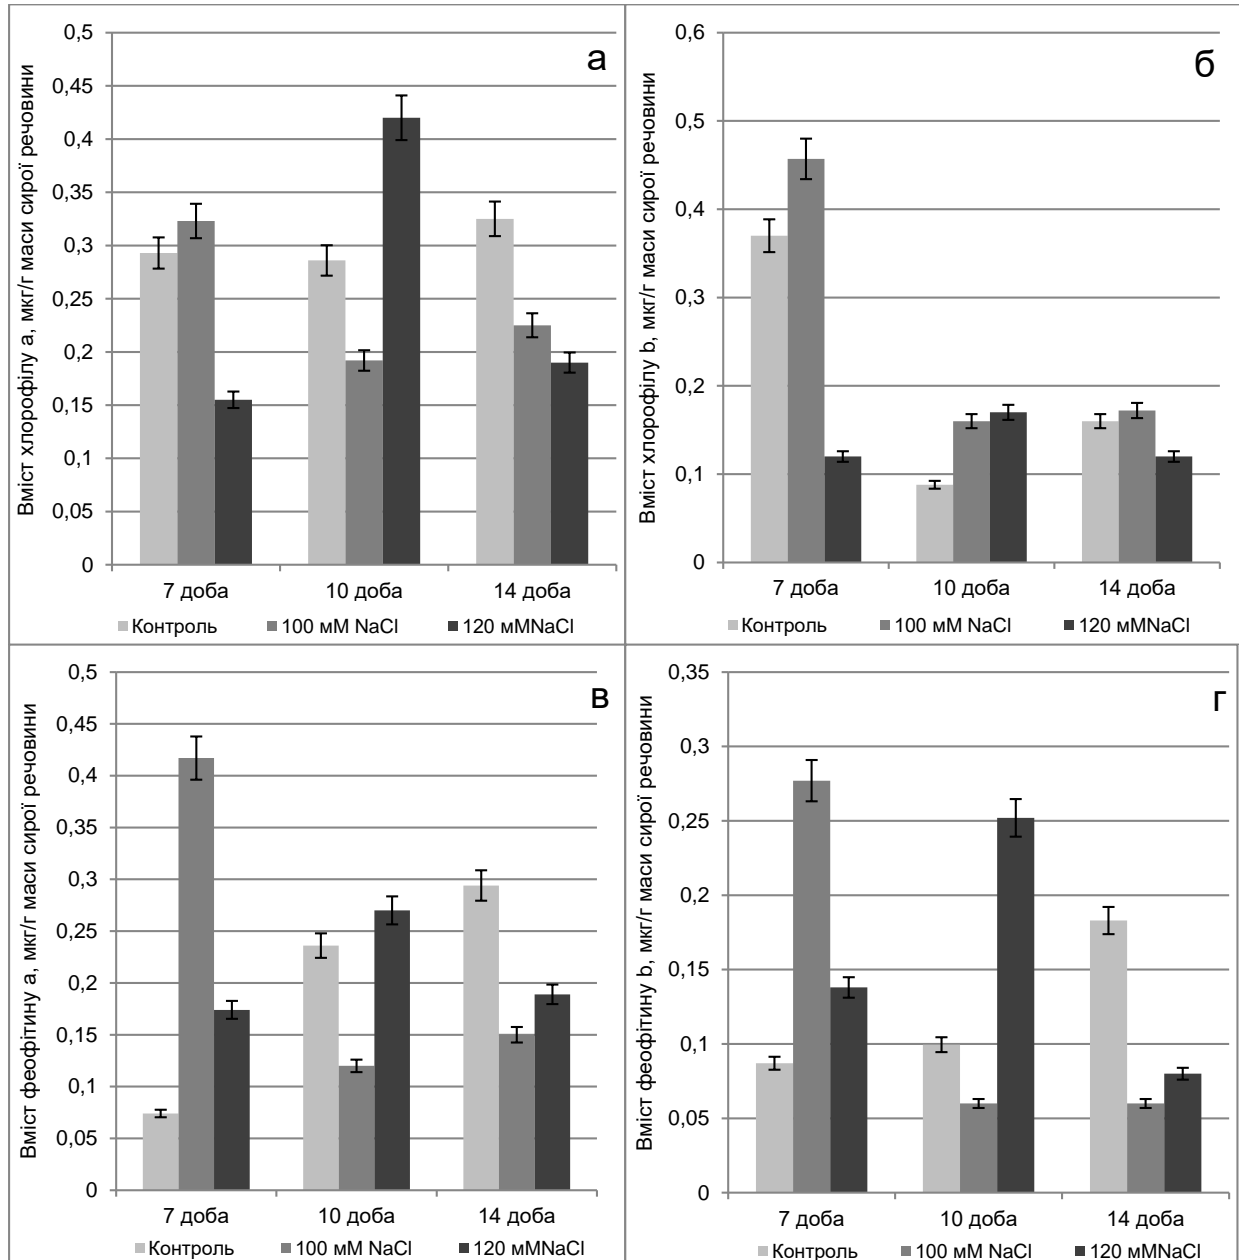 а
Вміст хлорофілу а, мкг/г маси сирої речовини
0,5
0,45
0,4
0,35
0,3
0,25
0,2
0,15
0,1
0,05
0
7 доба 10 доба 14 доба
Контроль 100 мМ NaCl 120 мМNaCl
б
Вміст хлорофілу b, мкг/г маси сирої речовини
0,6
0,5
0,4
0,3
0,2
0,1
0
7 доба 10 доба 14 доба
Контроль 100 мМ NaCl 120 мМNaCl
в
Вміст феофітину а, мкг/г маси сирої речовини
0,5
0,45
0,4
0,35
0,3
0,25
0,2
0,15
0,1
0,05
0
7 доба 10 доба 14 доба
Контроль 100 мМ NaCl 120 мМNaCl
г
Вміст феофітину b, мкг/г маси сирої речовини
0,35
0,3
0,25
0,2
0,15
0,1
0,05
0
7 доба 10 доба 14 доба
Контроль 100 мМ NaCl 120 мМNaCl